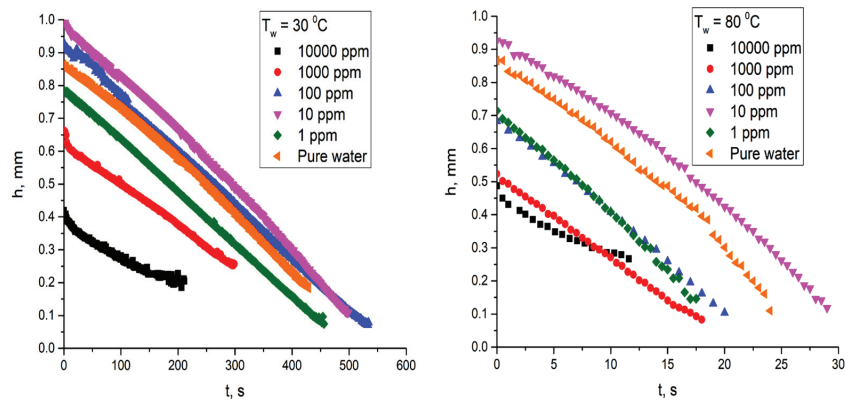 T_w = 30 ⁰C
10000 ppm
1000 ppm
100 ppm
10 ppm
1 ppm
Pure water
1.0
0.9
0.8
0.7
0.6
0.5
0.4
0.3
0.2
0.1
0.0
h, mm
0 100 200 300 400 500 600
t, s
T_w = 80 ⁰C
10000 ppm
1000 ppm
100 ppm
10 ppm
1 ppm
Pure water
1.0
0.9
0.8
0.7
0.6
0.5
0.4
0.3
0.2
0.1
0.0
h, mm
0 5 10 15 20 25 30
t, s